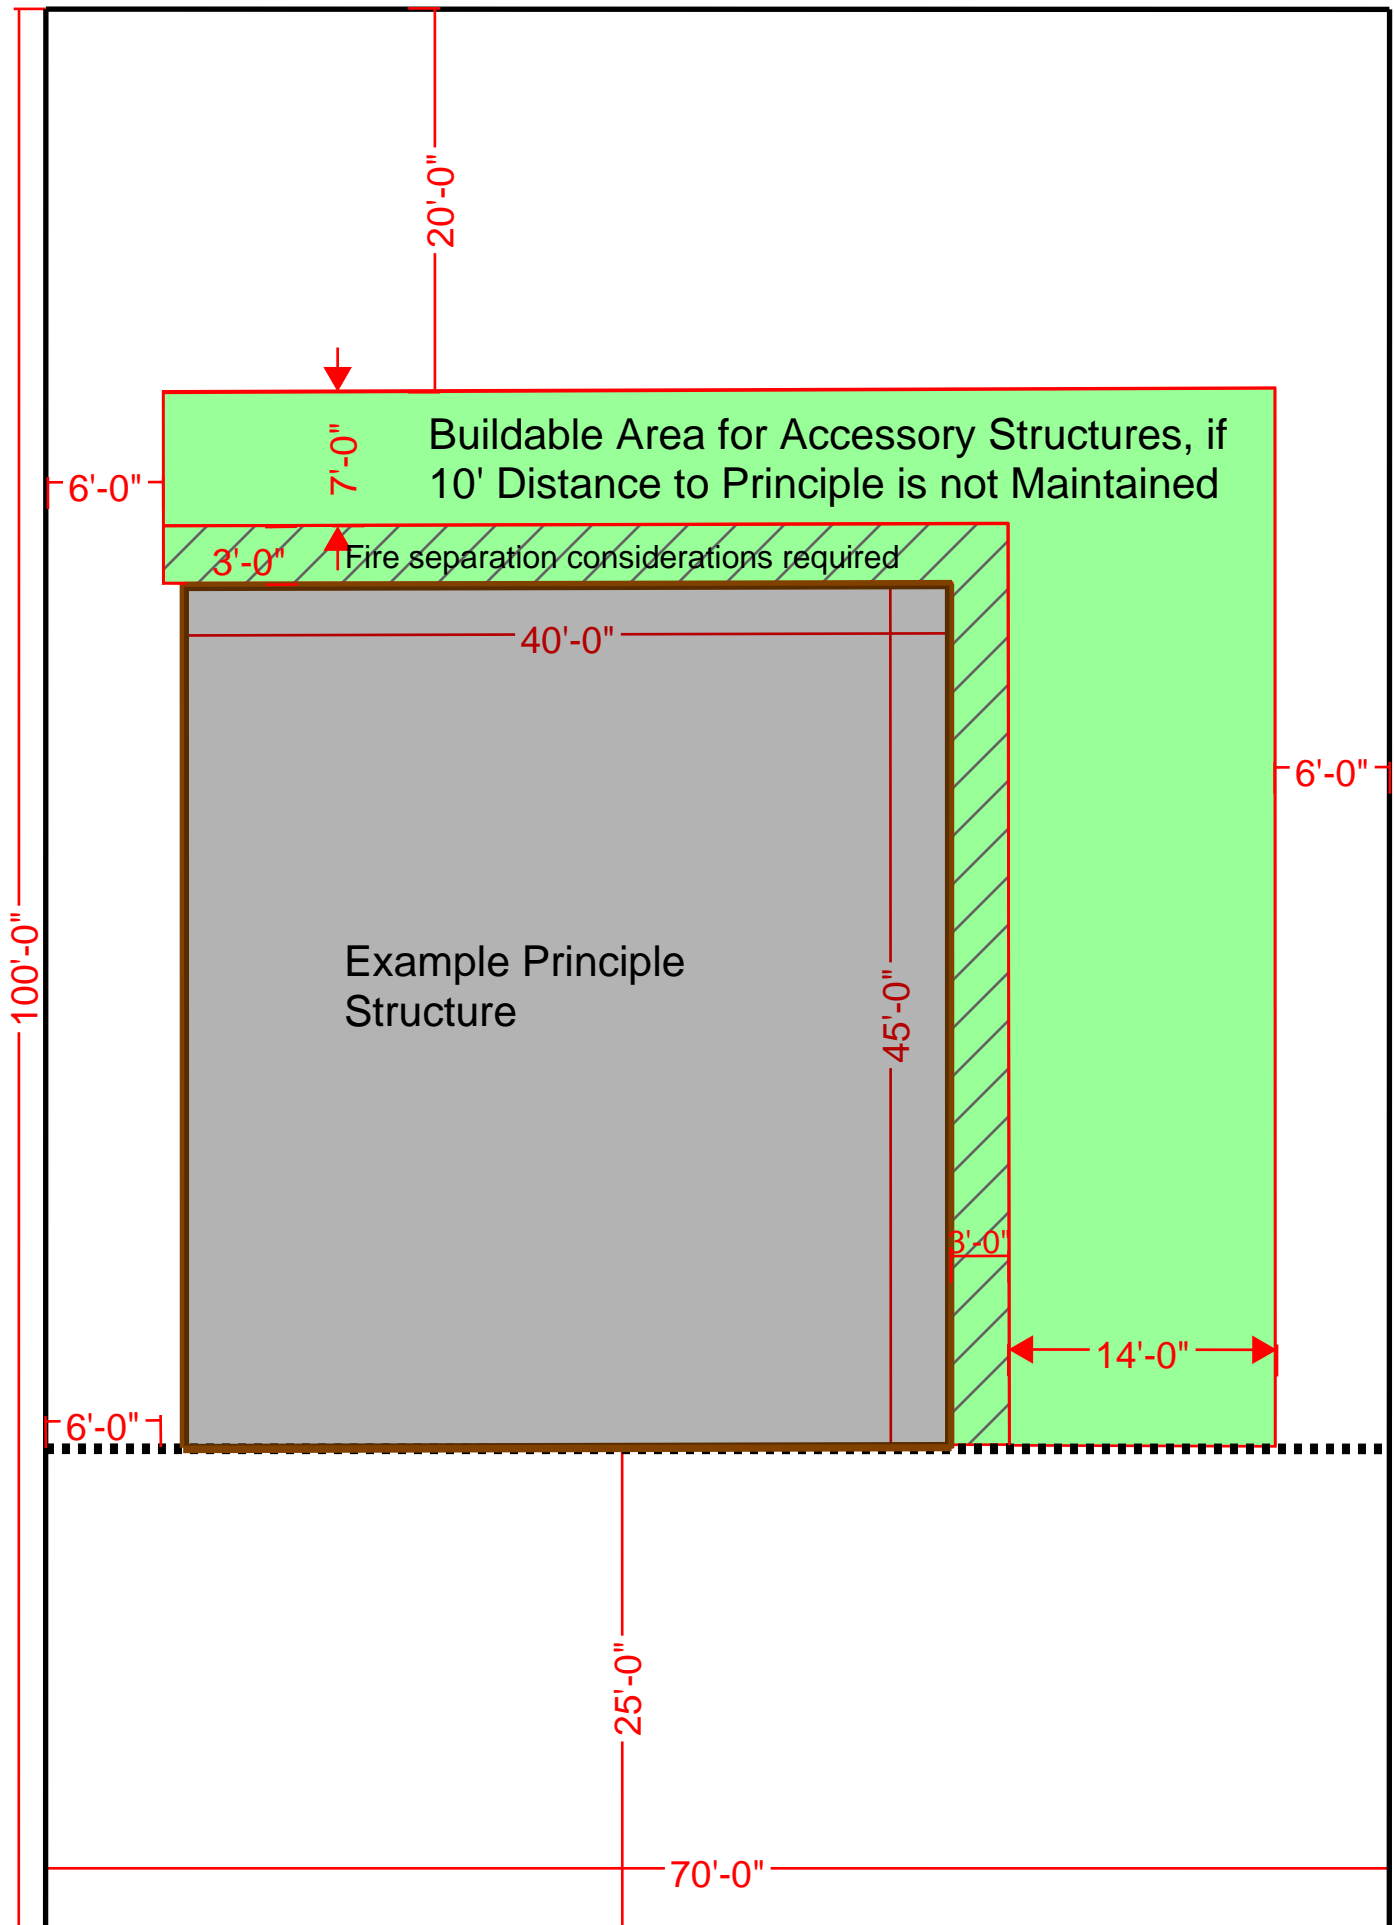 20'-0"
Buildable Area for Accessory Structures, if
10' Distance to Principle is not Maintained
7'-0"
6'-0"
3'-0"
Fire separation considerations required
40'-0"
6'-0"
100'-0"
Example Principle
Structure
45'-0"
3'-0"
14'-0"
6'-0"
25'-0"
70'-0"